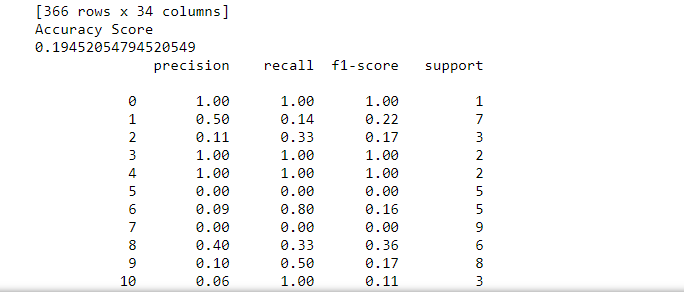 [366 rows x 34 columns]
Accuracy Score
0.19452054794520549
precision recall f1-score support
0 1.00 1.00 1.00 1
1 0.50 0.14 0.22 7
2 0.11 0.33 0.17 3
3 1.00 1.00 1.00 2
4 1.00 1.00 1.00 2
5 0.00 0.00 0.00 5
6 0.09 0.80 0.16 5
7 0.00 0.00 0.00 9
8 0.40 0.33 0.36 6
9 0.10 0.50 0.17 8
10 0.06 1.00 0.11 3